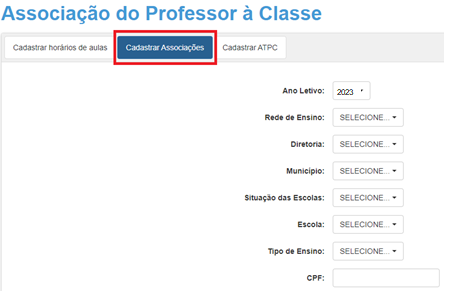 Associação do Professor à Classe
Cadastrar horários de aulas Cadastrar Associações Cadastrar ATPC
Ano Letivo: 2023
Rede de Ensino: SELECIONE...
Diretoria: SELECIONE...
Município: SELECIONE...
Situação das Escolas: SELECIONE...
Escola: SELECIONE...
Tipo de Ensino: SELECIONE...
CPF: